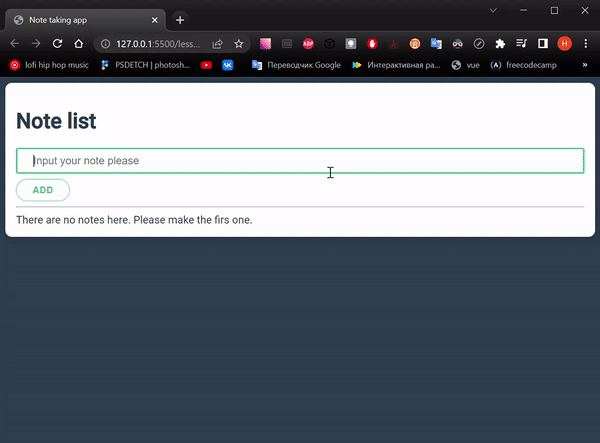 Note taking app
127.0.0.1:5500/less...
ABP
H
lofi hip hop music
PSDETCH | photosh...
Переводчик Google
Интерактивная ра...
vue
freecodecamp
»
Note list
Input your note please
ADD
There are no notes here. Please make the firs one.